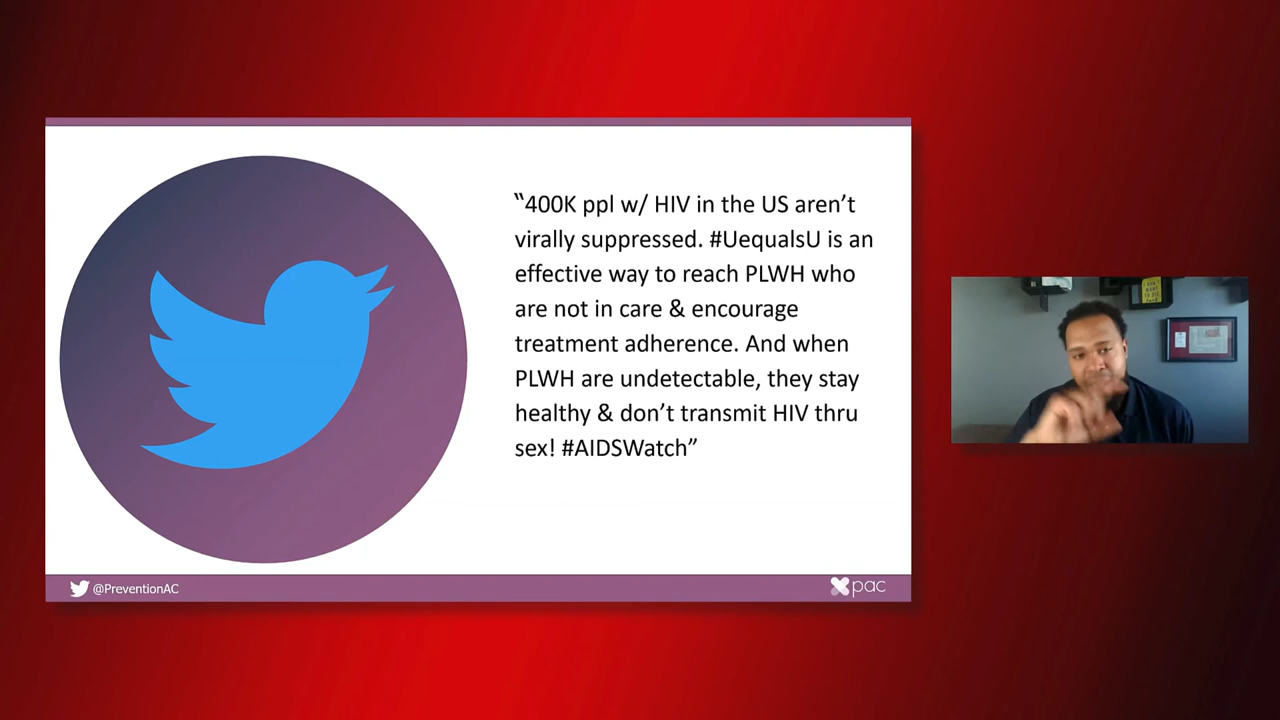 ‟400K ppl w/ HIV in the US aren’t
virally suppressed. #UequalsU is an
effective way to reach PLWH who
are not in care & encourage
treatment adherence. And when
PLWH are undetectable, they stay
healthy & don’t transmit HIV thru
sex! #AIDSWatch”
@PreventionAC
pac